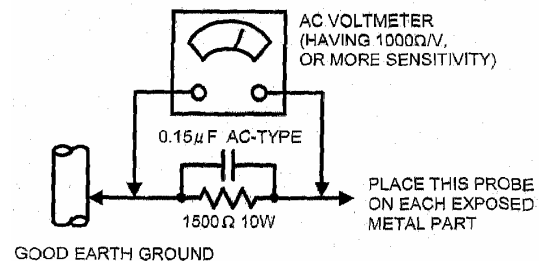 AC VOLTMETER
(HAVING 1000Ω/V,
OR MORE SENSITIVITY)
0.15μF AC-TYPE
1500Ω 10W
PLACE THIS PROBE
ON EACH EXPOSED
METAL PART
GOOD EARTH GROUND